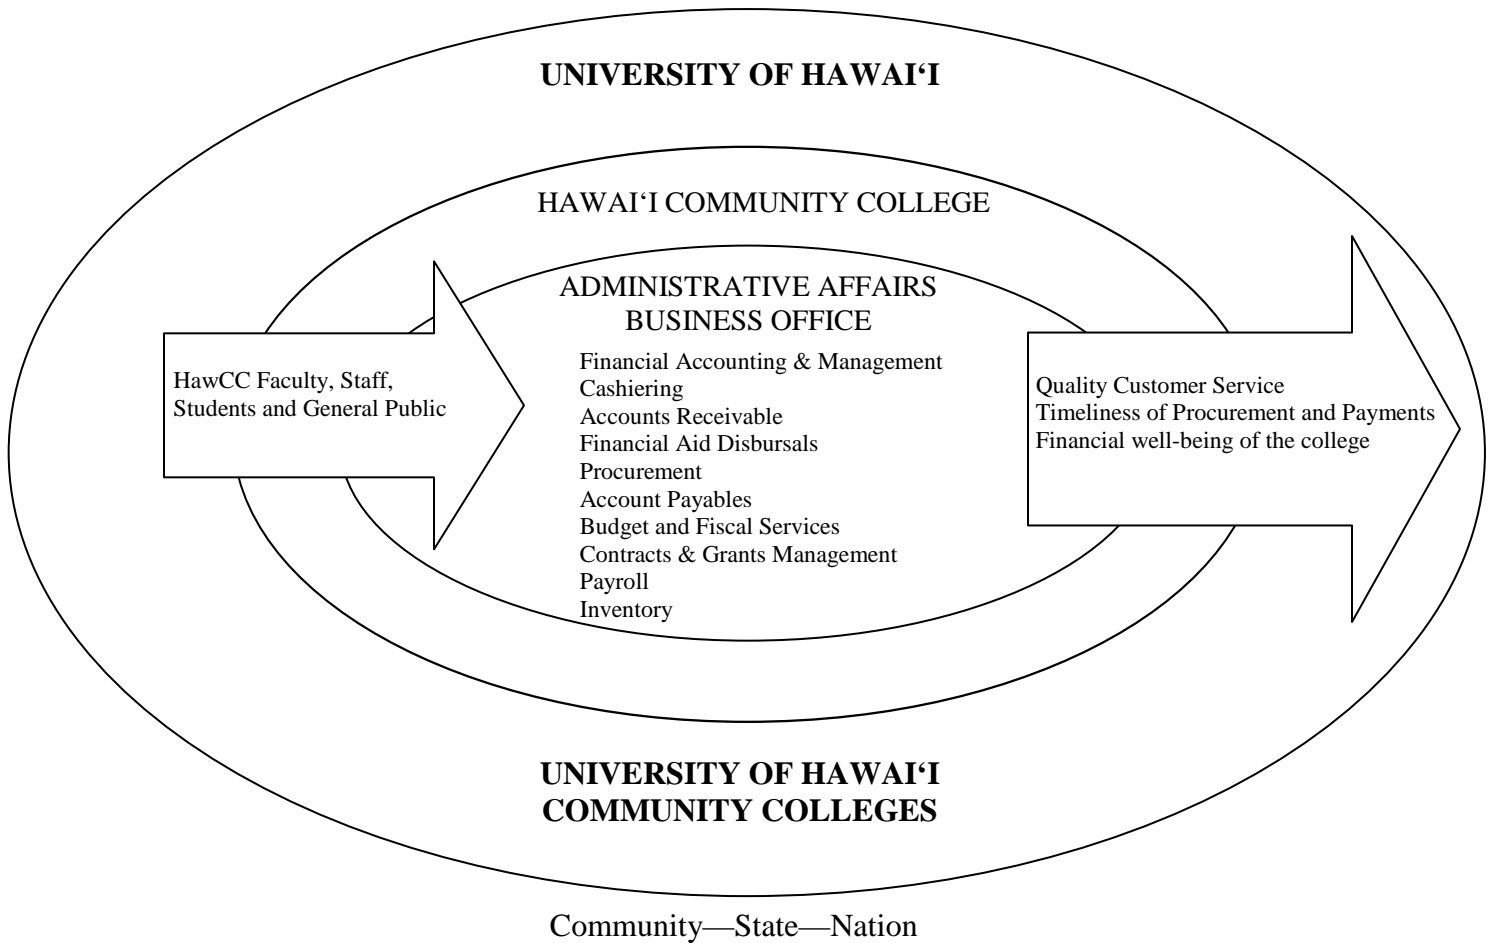 UNIVERSITY OF HAWAI‘I
HAWAI‘I COMMUNITY COLLEGE
ADMINISTRATIVE AFFAIRS
BUSINESS OFFICE
HawCC Faculty, Staff,
Students and General Public
Financial Accounting & Management
Cashiering
Accounts Receivable
Financial Aid Disbursals
Procurement
Account Payables
Budget and Fiscal Services
Contracts & Grants Management
Payroll
Inventory
Quality Customer Service
Timeliness of Procurement and Payments
Financial well-being of the college
UNIVERSITY OF HAWAI‘I
COMMUNITY COLLEGES
Community—State—Nation